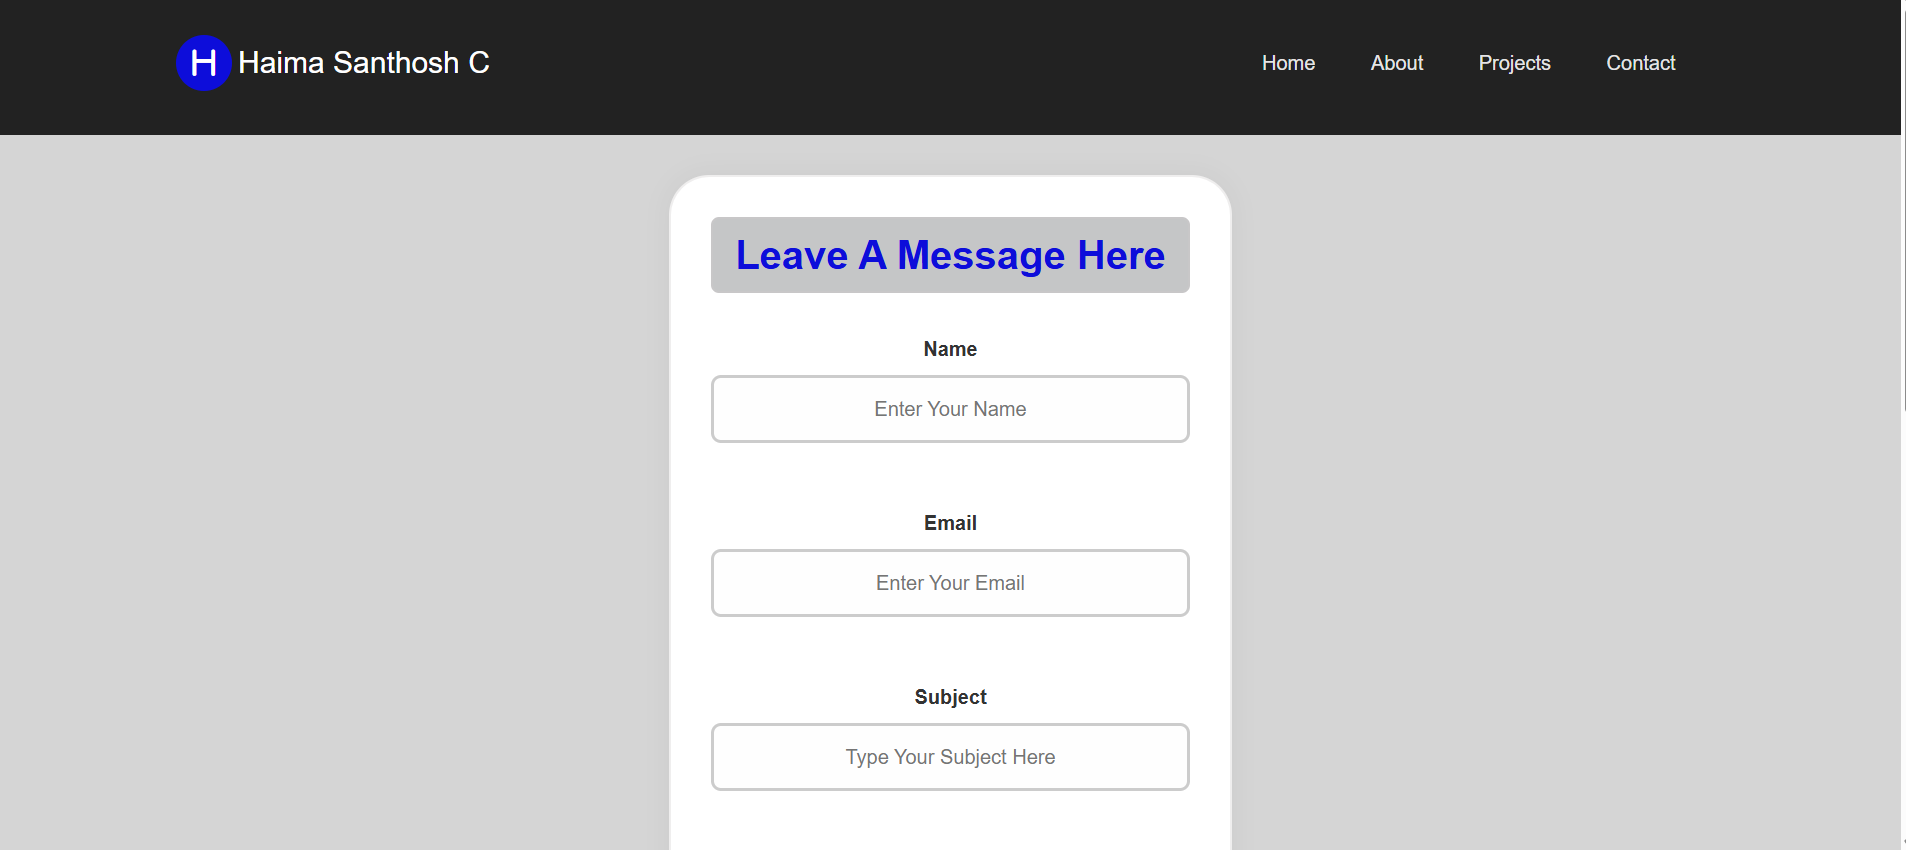 H Haima Santhosh C
Home About Projects Contact
Leave A Message Here
Name
Enter Your Name
Email
Enter Your Email
Subject
Type Your Subject Here